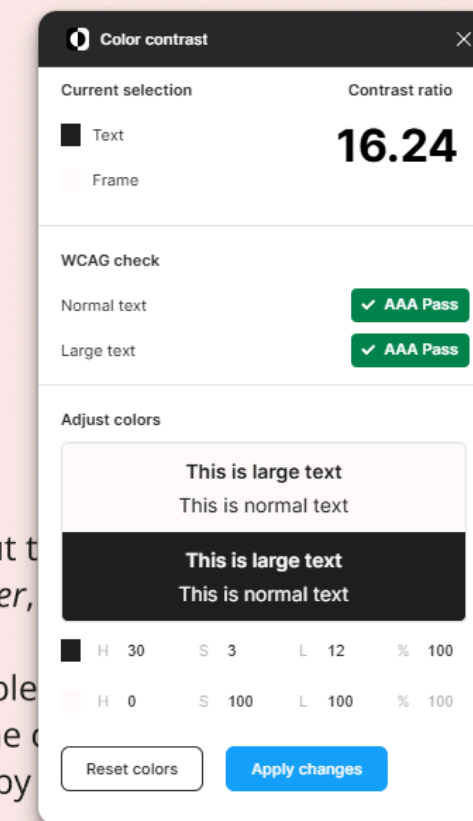 Color contrast
Current selection
Contrast ratio
Text
16.24
Frame
WCAG check
Normal text
AAA Pass
Large text
AAA Pass
Adjust colors
This is large text
This is normal text
This is large text
This is normal text
H 30 S 3 L 12 % 100
H 0 S 100 L 100 % 100
Reset colors
Apply changes
by